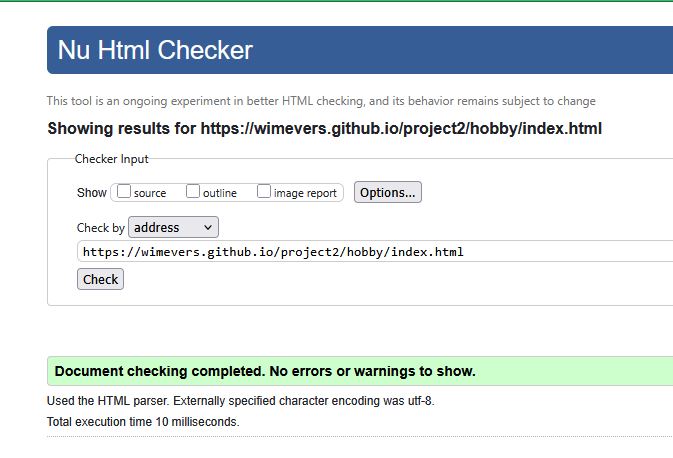 Nu Html Checker
This tool is an ongoing experiment in better HTML checking, and its behavior remains subject to change
Showing results for https://wimevers.github.io/project2/hobby/index.html
Checker Input
Show source outline image report Options...
Check by address
https://wimevers.github.io/project2/hobby/index.html
Check
Document checking completed. No errors or warnings to show.
Used the HTML parser. Externally specified character encoding was utf-8.
Total execution time 10 milliseconds.